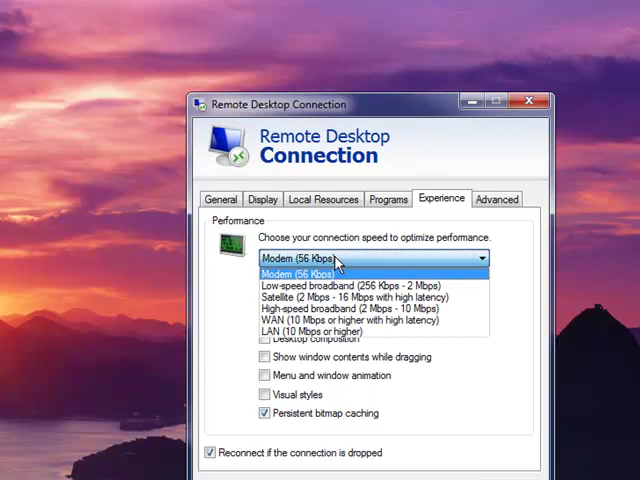 Remote Desktop Connection
Remote Desktop
Connection
General Display Local Resources Programs Experience Advanced
Performance
Choose your connection speed to optimize performance.
Modem (56 Kbps)
Modem (56 Kbps)
Low-speed broadband (256 Kbps - 2 Mbps)
Satellite (2 Mbps - 16 Mbps with high latency)
High-speed broadband (2 Mbps - 10 Mbps)
WAN (10 Mbps or higher with high latency)
LAN (10 Mbps or higher)
Desktop composition
Show window contents while dragging
Menu and window animation
Visual styles
Persistent bitmap caching
Reconnect if the connection is dropped